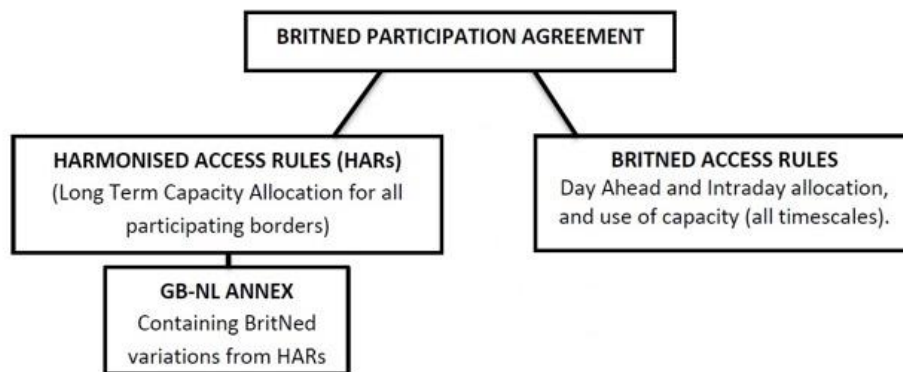 BRITNED PARTICIPATION AGREEMENT
HARMONISED ACCESS RULES (HARs)
(Long Term Capacity Allocation for all
participating borders)
BRITNED ACCESS RULES
Day Ahead and Intraday allocation,
and use of capacity (all timescales).
GB-NL ANNEX
Containing BritNed
variations from HARs